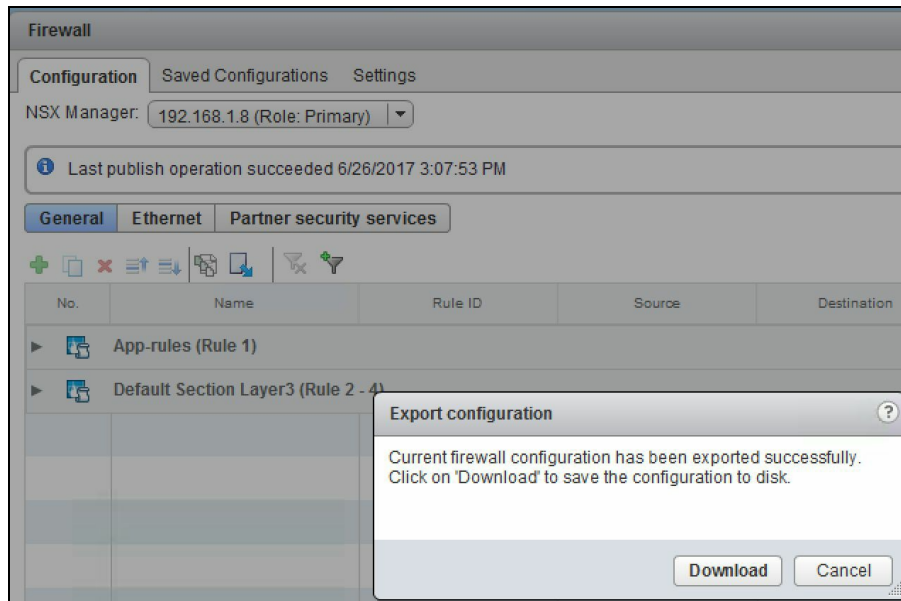 Firewall
Configuration Saved Configurations Settings
NSX Manager: 192.168.1.8 (Role: Primary)
Last publish operation succeeded 6/26/2017 3:07:53 PM
General Ethernet Partner security services
No. Name Rule ID Source Destination
App-rules (Rule 1)
Default Section Layer3 (Rule 2 - 4)
Export configuration ?
Current firewall configuration has been exported successfully.
Click on 'Download' to save the configuration to disk.
Download Cancel